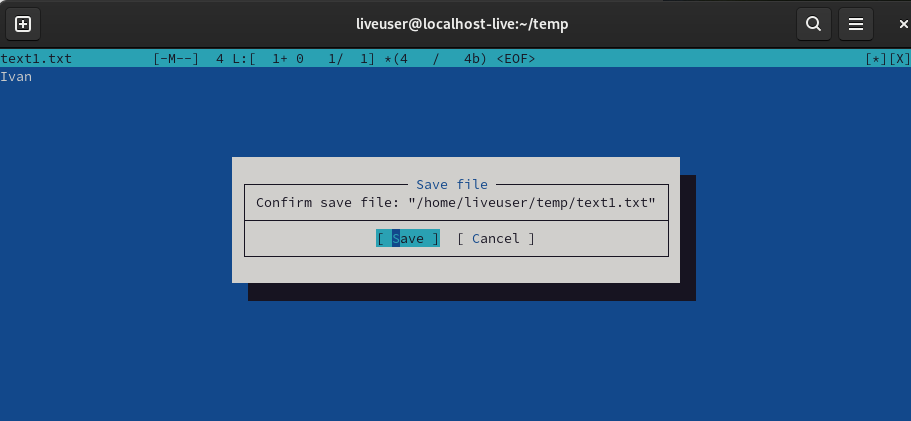 liveuser@localhost-live:~/temp
text1.txt          [-M--]  4 L:[  1+ 0   1/  1] *(4   /   4b) <EOF>                                         [*][X]
Ivan
Save file
Confirm save file: "/home/liveuser/temp/text1.txt"
[ Save ]  [ Cancel ]